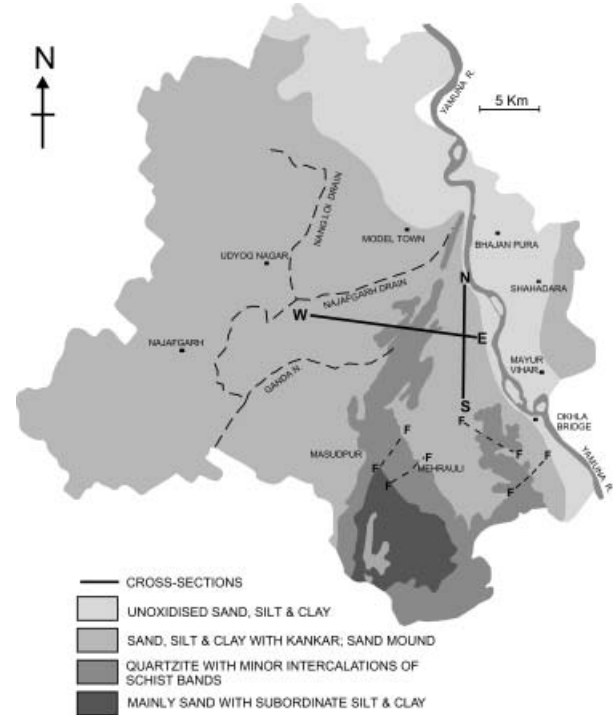 N
YAMUNA R.
5 Km
NANGLOI DRAIN
MODEL TOWN
BHAJAN PURA
UDYOG NAGAR
NAJAFGARH DRAIN
N
SHAHADARA
W
E
NAJAFGARH
GANDA N.
MAYUR
VIHAR
S
OKHLA
BRIDGE
F
F
MASUDPUR
F
F
F
F
MEHRAULI
F
F
YAMUNA R.
CROSS-SECTIONS
UNOXIDISED SAND, SILT & CLAY
SAND, SILT & CLAY WITH KANKAR; SAND MOUND
QUARTZITE WITH MINOR INTERCALATIONS OF
SCHIST BANDS
MAINLY SAND WITH SUBORDINATE SILT & CLAY